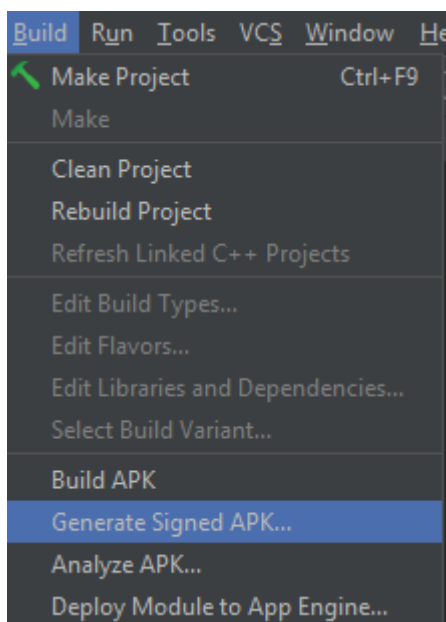 Build Run Tools VCS Window He
Make Project Ctrl+F9
Make
Clean Project
Rebuild Project
Refresh Linked C++ Projects
Edit Build Types...
Edit Flavors...
Edit Libraries and Dependencies...
Select Build Variant...
Build APK
Generate Signed APK...
Analyze APK...
Deploy Module to App Engine...